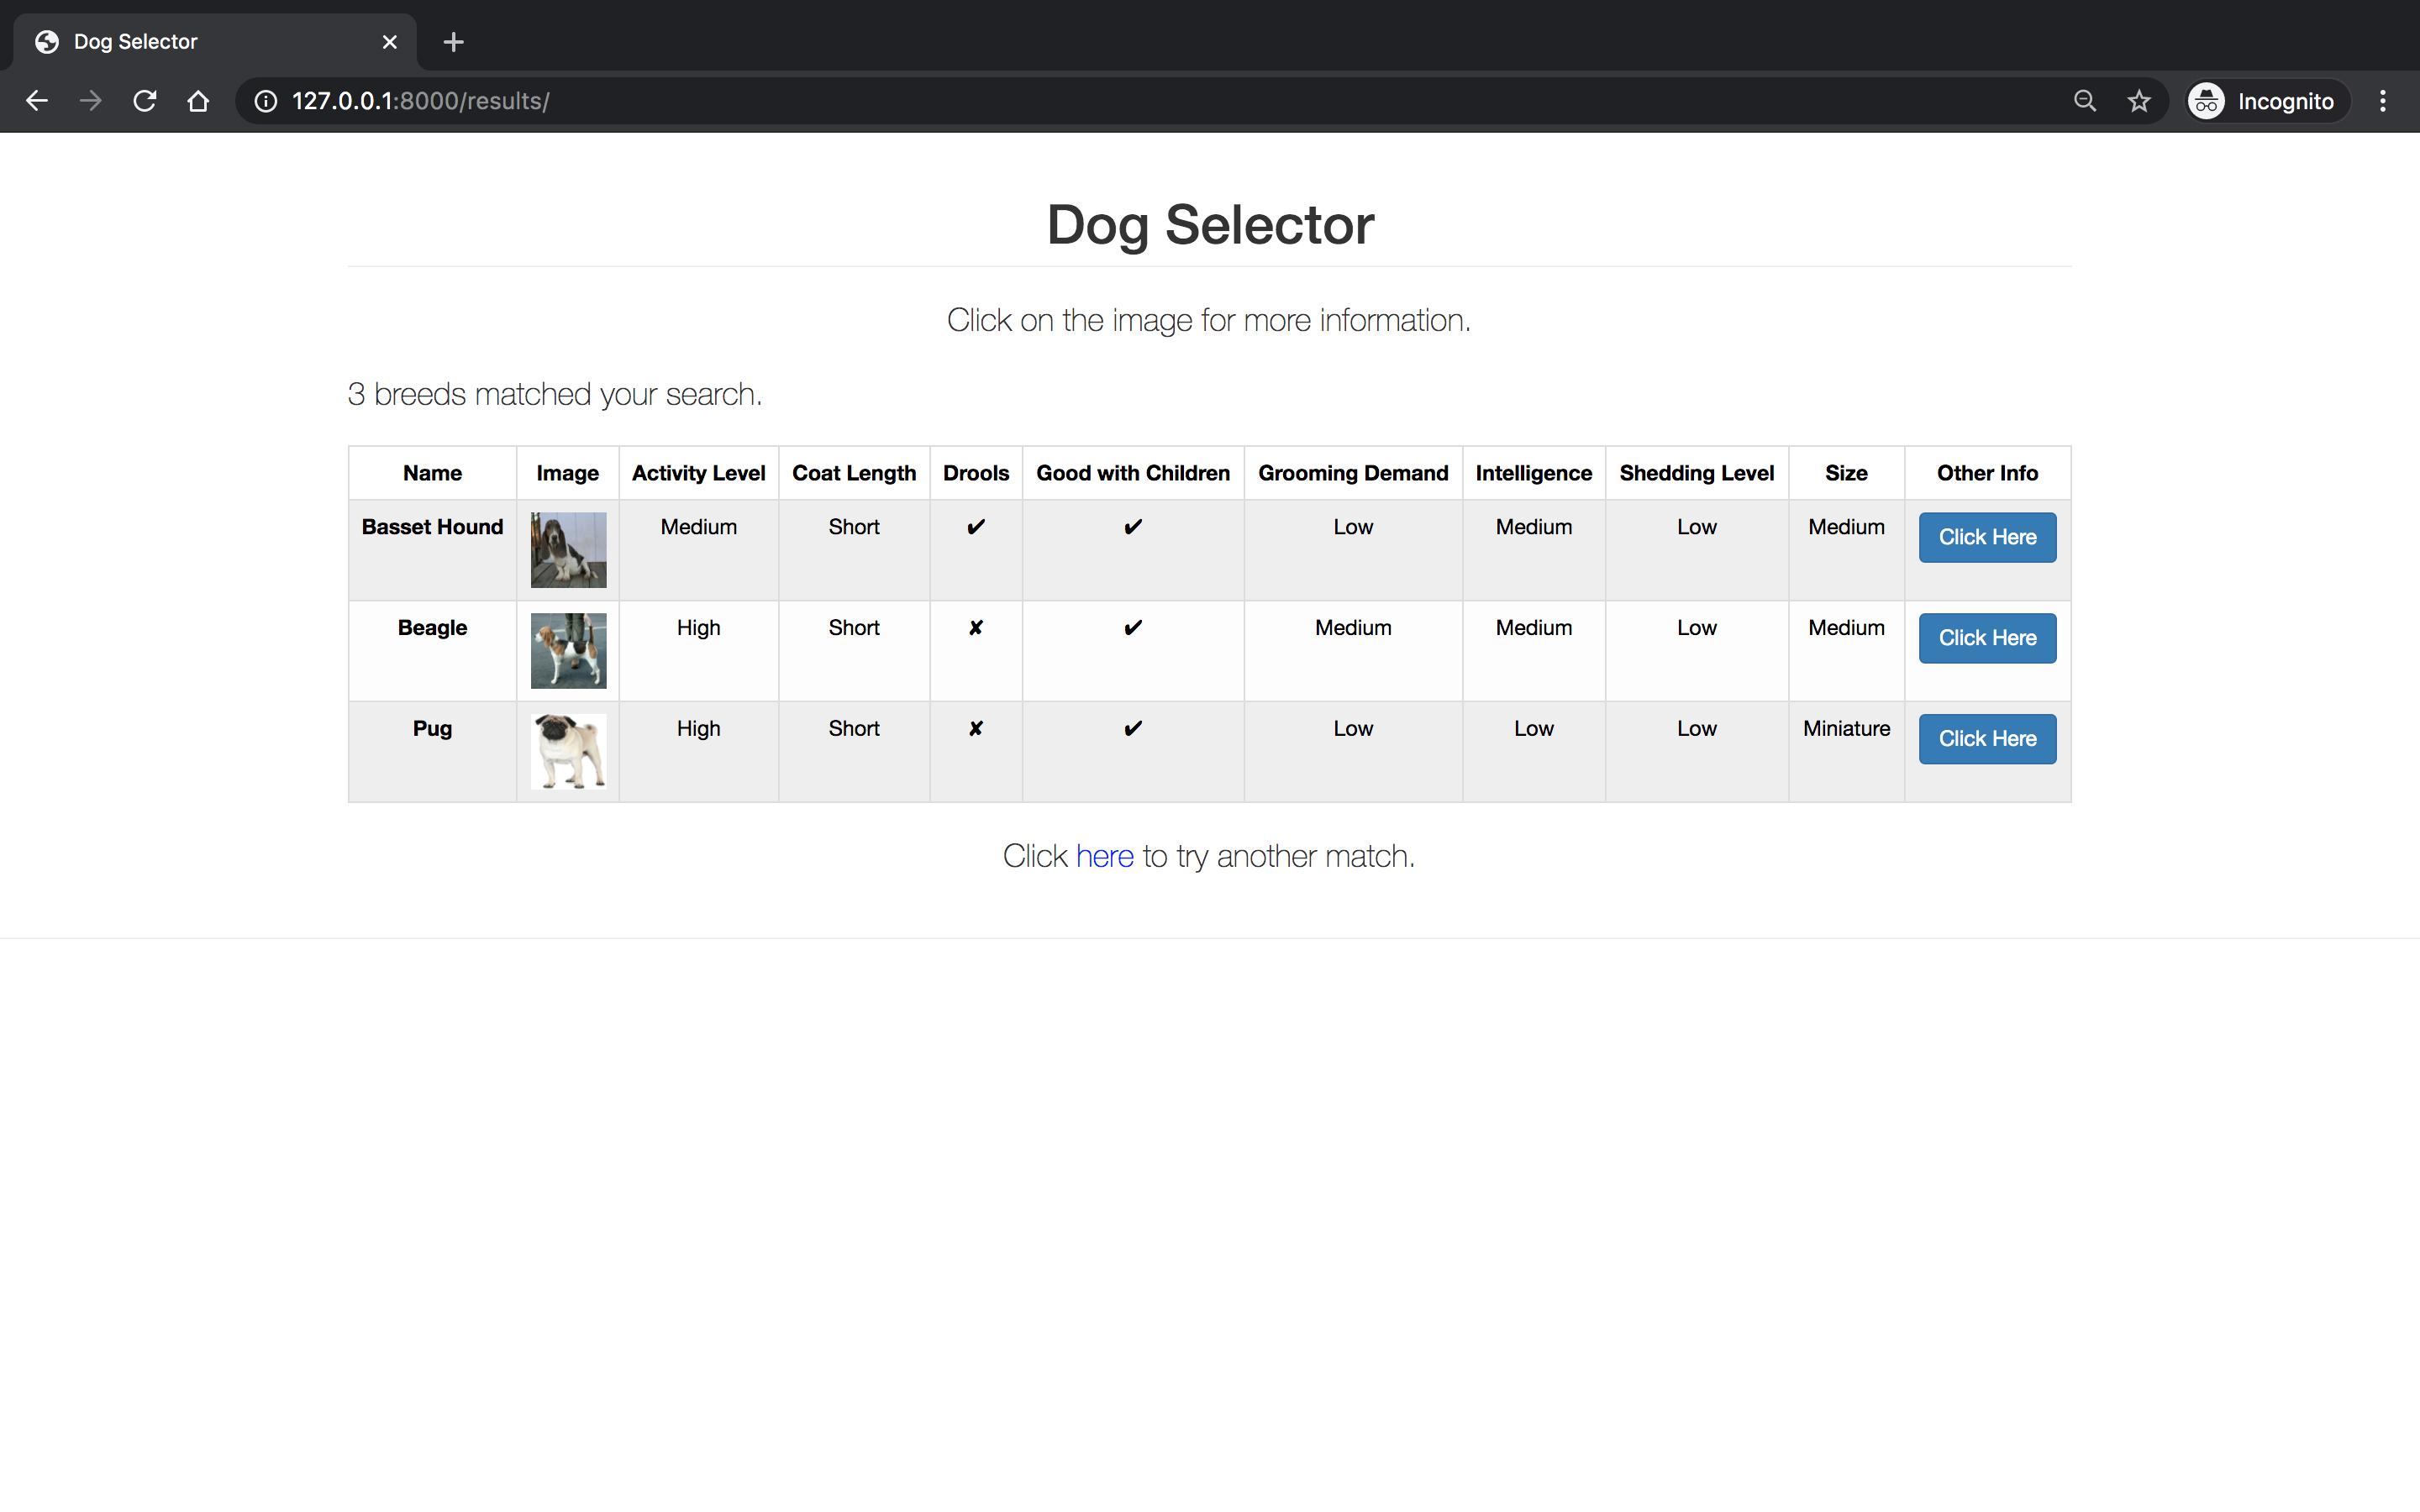 Dog Selector
127.0.0.1:8000/results/
Incognito
Dog Selector
Click on the image for more information.
3 breeds matched your search.
Name Image Activity Level Coat Length Drools Good with Children Grooming Demand Intelligence Shedding Level Size Other Info
Basset Hound Medium Short ✔ ✔ Low Medium Low Medium Click Here
Beagle High Short ✘ ✔ Medium Medium Low Medium Click Here
Pug High Short ✘ ✔ Low Low Low Miniature Click Here
Click here to try another match.